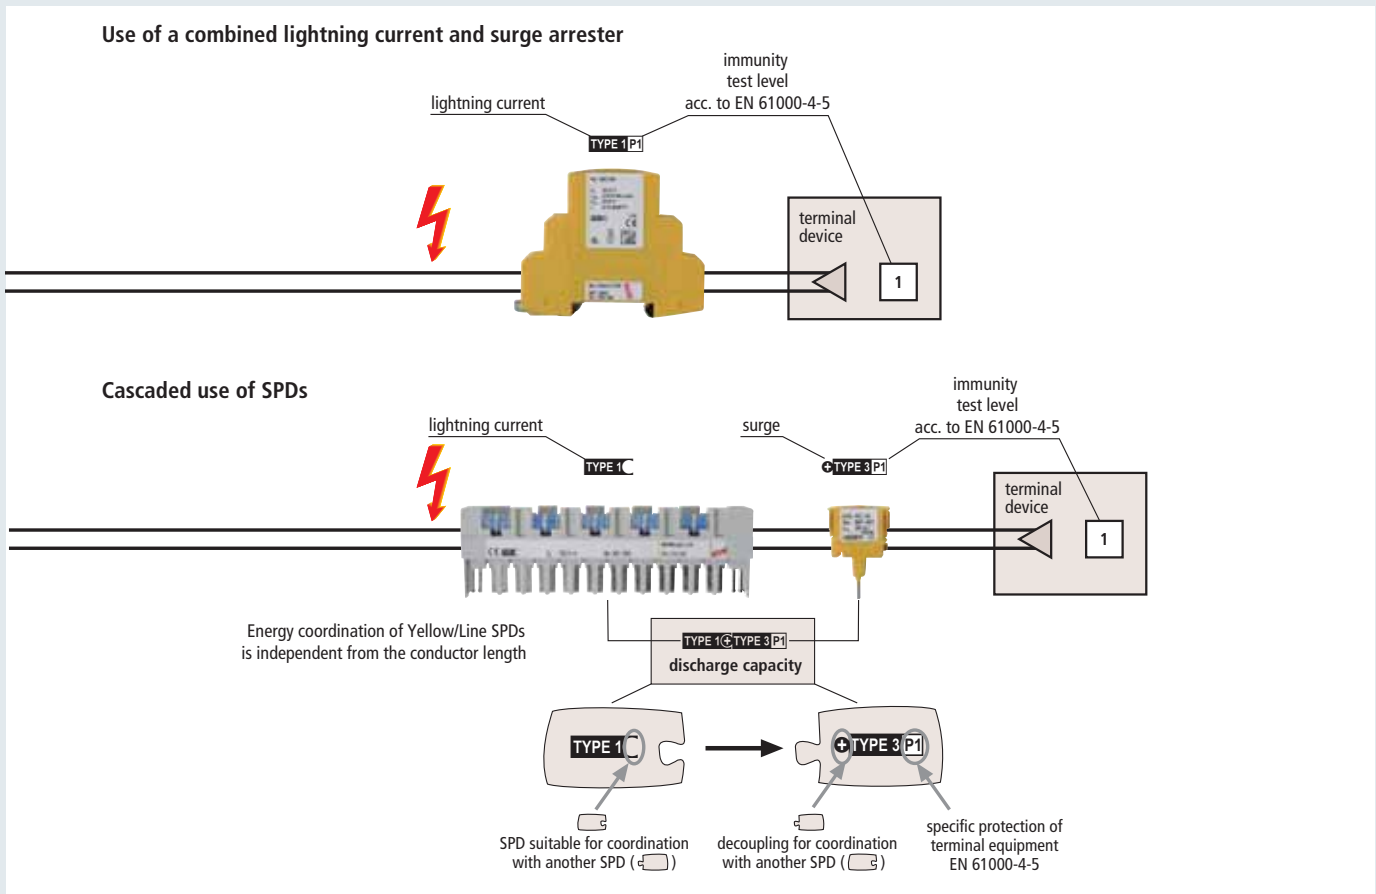 Use of a combined lightning current and surge arrester
immunity
test level
acc. to EN 61000-4-5
lightning current
TYPE 1 P1
terminal
device
1
Cascaded use of SPDs
immunity
test level
acc. to EN 61000-4-5
lightning current
surge
TYPE 1
+ TYPE 3 P1
terminal
device
1
Energy coordination of Yellow/Line SPDs
is independent from the conductor length
TYPE 1 + TYPE 3 P1
discharge capacity
TYPE 1
+ TYPE 3 P1
SPD suitable for coordination
with another SPD ( )
decoupling for coordination
with another SPD ( )
specific protection of
terminal equipment
EN 61000-4-5